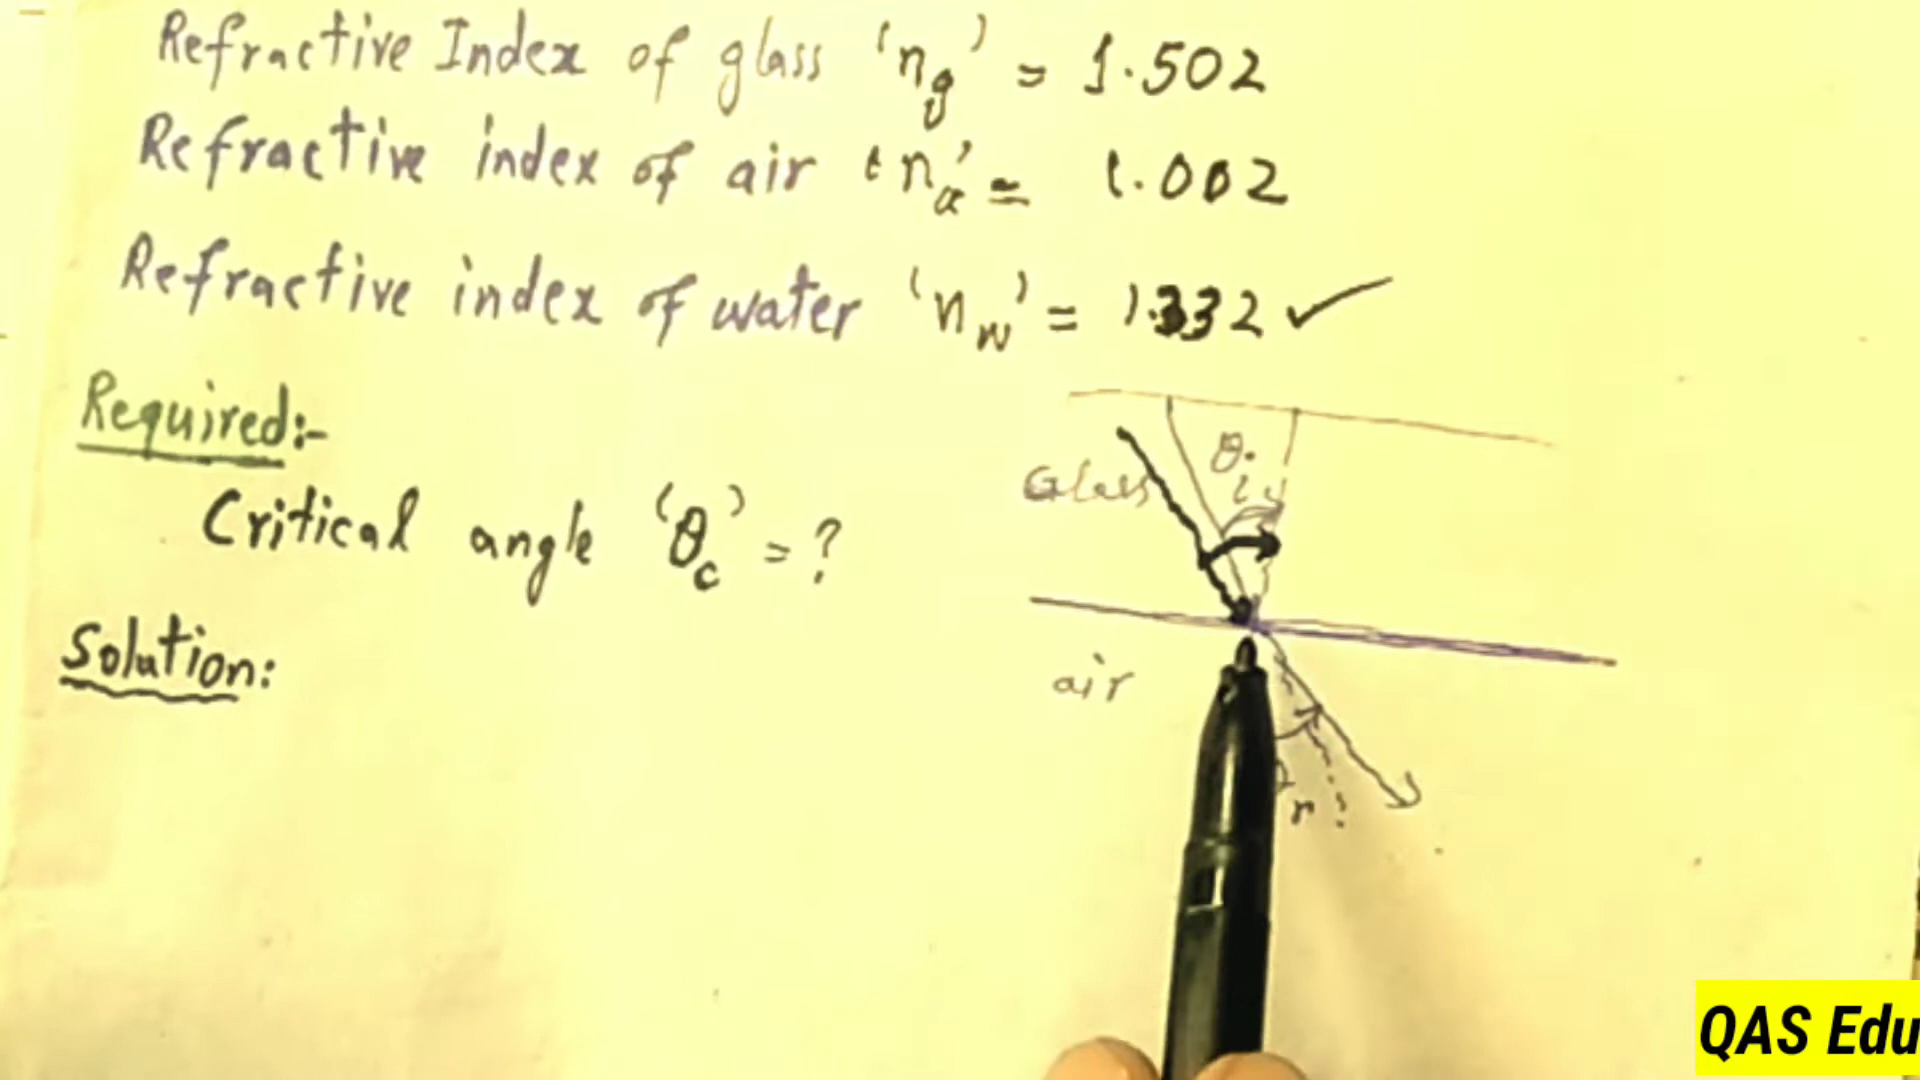 Refractive Index of glass 'ng' = 1.502
Refractive index of air 'na' = 1.002
Refractive index of water 'nw' = 1.332 ✓
Required:-
Critical angle 'θc' = ?
Solution:
θi
Glass
air
r
QAS Edu